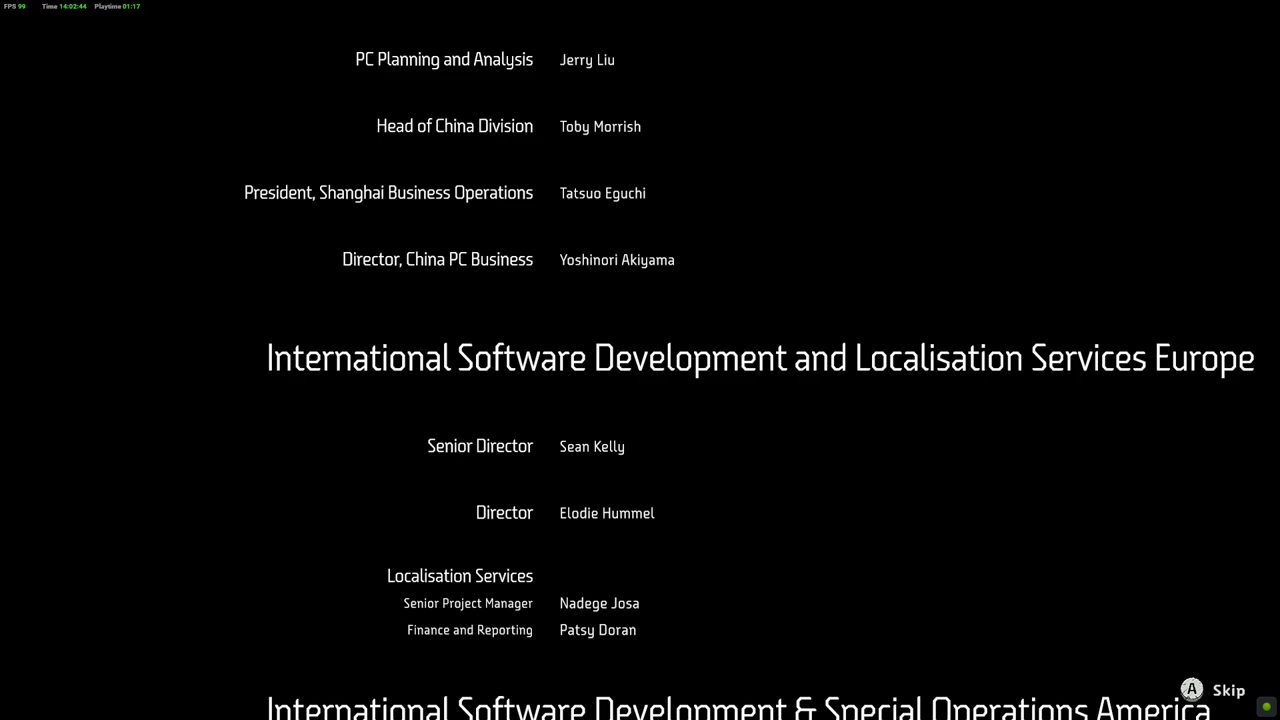 FPS 99 Time 14:02:44 Playtime 01:17
PC Planning and Analysis Jerry Liu
Head of China Division Toby Morrish
President, Shanghai Business Operations Tatsuo Eguchi
Director, China PC Business Yoshinori Akiyama
International Software Development and Localisation Services Europe
Senior Director Sean Kelly
Director Elodie Hummel
Localisation Services
Senior Project Manager Nadege Josa
Finance and Reporting Patsy Doran
A Skip
International Software Development & Special Operations America